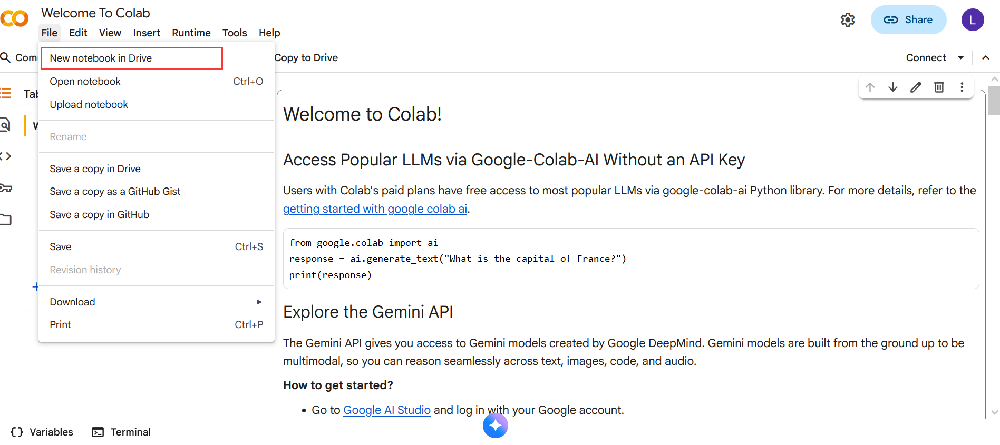 Welcome To Colab
File Edit View Insert Runtime Tools Help
Share
L
Copy to Drive
Connect
New notebook in Drive
Open notebook Ctrl+O
Upload notebook
Rename
Save a copy in Drive
Save a copy as a GitHub Gist
Save a copy in GitHub
Save Ctrl+S
Revision history
Download
Print Ctrl+P
Welcome to Colab!
Access Popular LLMs via Google-Colab-AI Without an API Key
Users with Colab's paid plans have free access to most popular LLMs via google-colab-ai Python library. For more details, refer to the
getting started with google colab ai.
from google.colab import ai
response = ai.generate_text("What is the capital of France?")
print(response)
Explore the Gemini API
The Gemini API gives you access to Gemini models created by Google DeepMind. Gemini models are built from the ground up to be
multimodal, so you can reason seamlessly across text, images, code, and audio.
How to get started?
• Go to Google AI Studio and log in with your Google account.
Variables Terminal